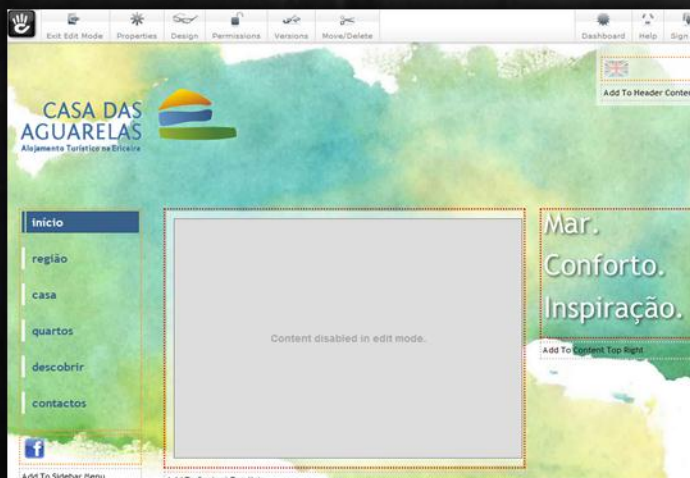 Exit Edit Mode Properties Design Permissions Versions Move/Delete Dashboard Help Sign
Add To Header Conten
CASA DAS
AGUARELAS
Alojamento Turístico na Ericeira
início
região
casa
quartos
descobrir
contactos
Content disabled in edit mode.
Mar.
Conforto.
Inspiração.
Add To Content Top Right
f
Add To Sidebar Menu